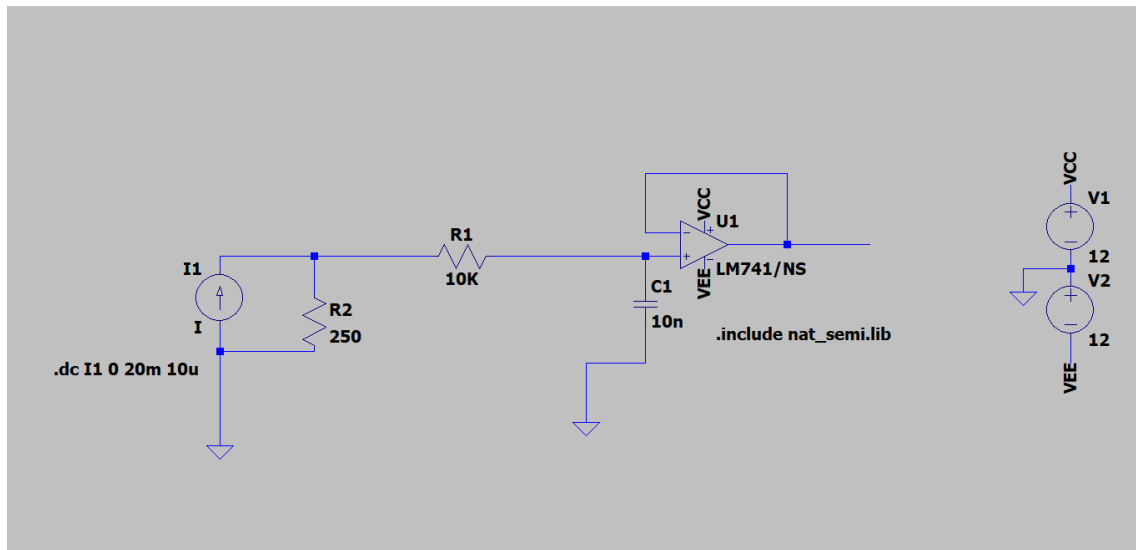 I1
I
.dc I1 0 20m 10u
R2
250
R1
10K
C1
10n
VCC
U1
-
+
+
-
VEE
LM741/NS
.include nat_semi.lib
VCC
V1
+
-
12
V2
+
-
12
VEE